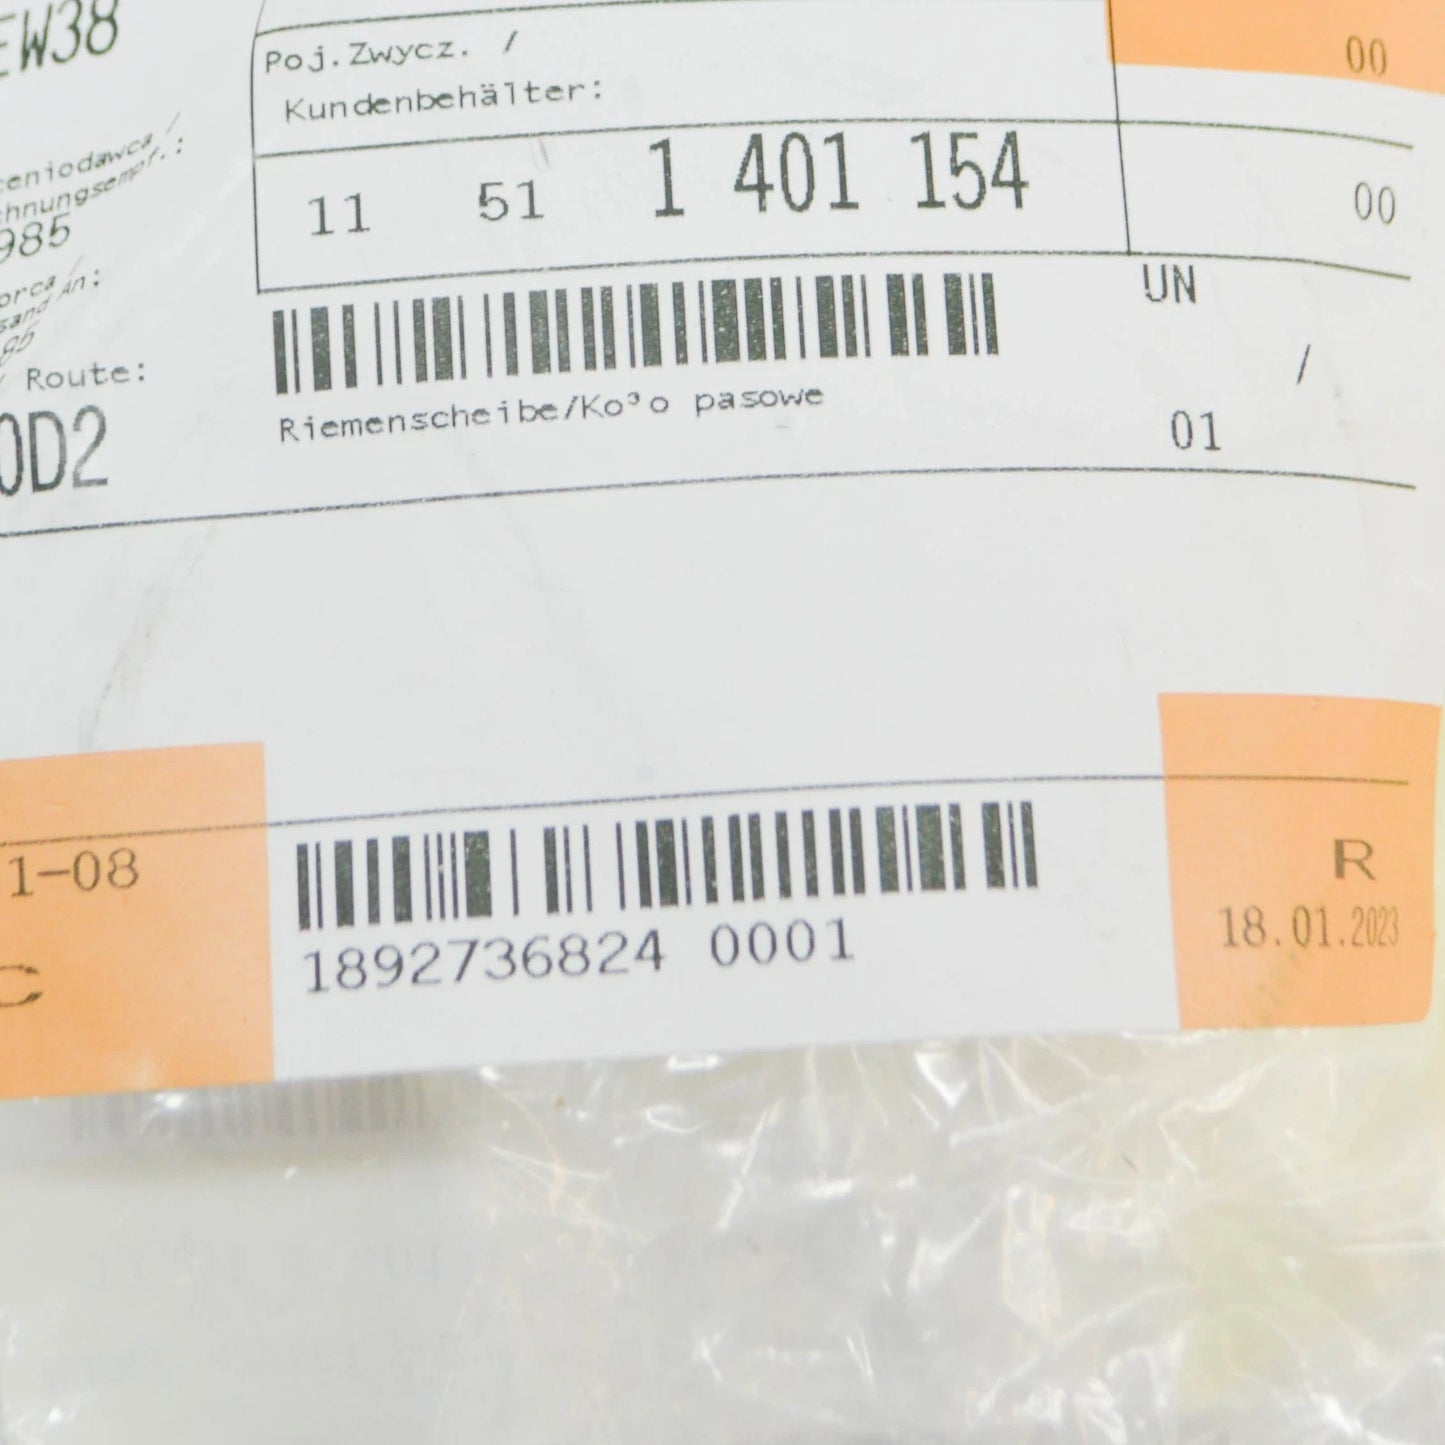 EW38
Poj.Zwycz. /
Kundenbehälter:
00
11 51 1 401 154
00
985
UN
Route:
/
Riemenscheibe/Ko³o pasowe
01
0D2
1-08
R
1892736824 0001
18.01.2023
C